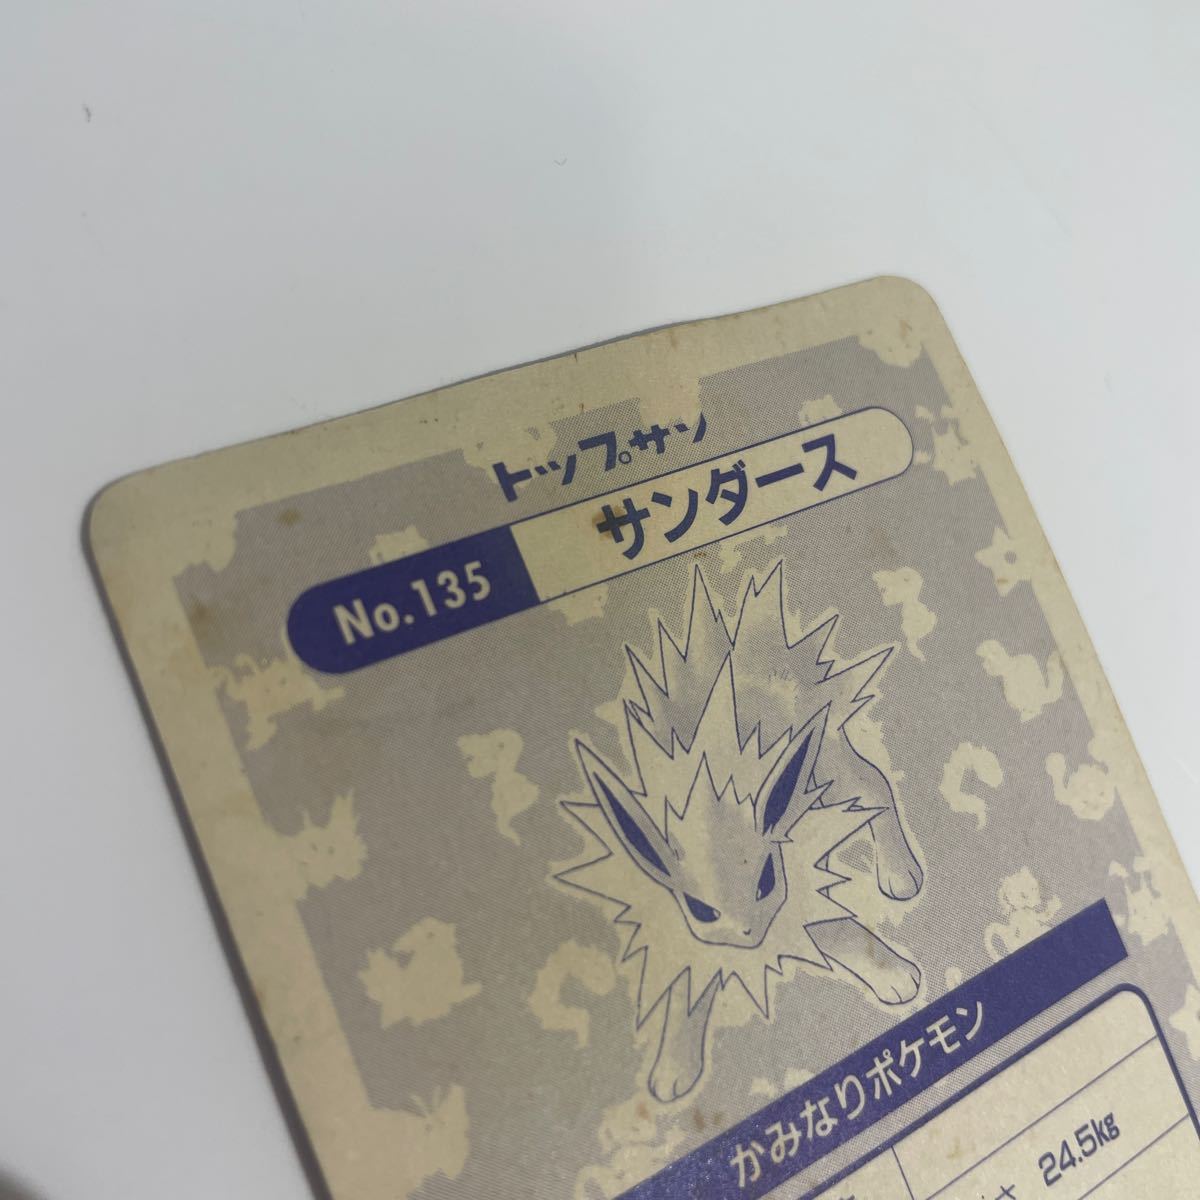 トップサン
No.135 サンダース
かみなりポケモン
24.5kg